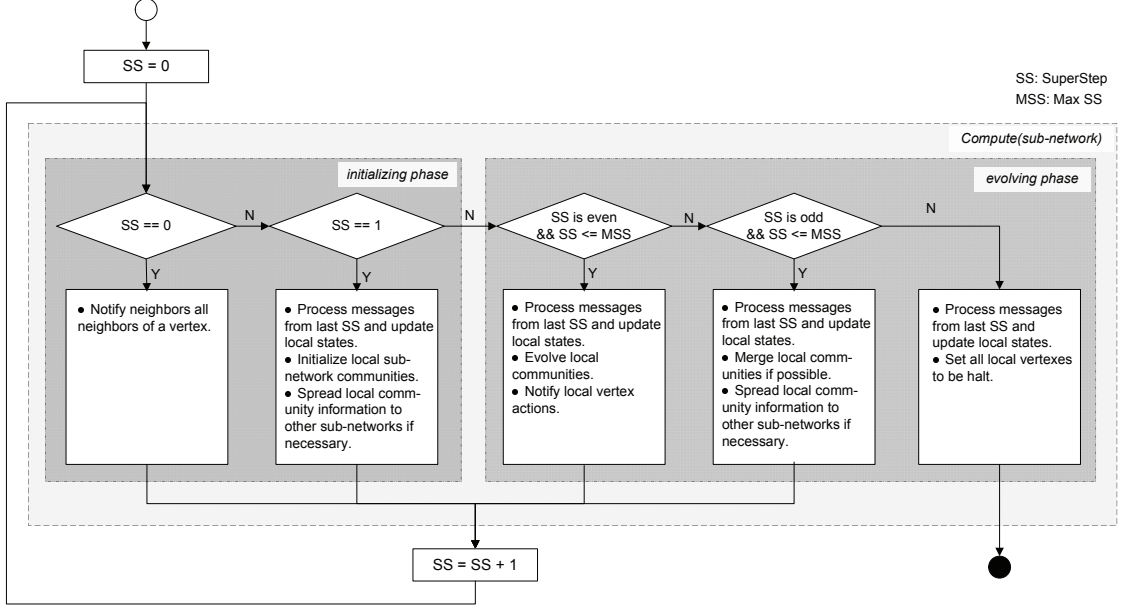 SS = 0
SS: SuperStep
MSS: Max SS
Compute(sub-network)
initializing phase
evolving phase
SS == 0
N
SS == 1
N
SS is even
&& SS <= MSS
N
SS is odd
&& SS <= MSS
N
Y
Y
Y
Y
● Notify neighbors all
neighbors of a vertex.
● Process messages
from last SS and update
local states.
● Initialize local sub-
network communities.
● Spread local comm-
unity information to
other sub-networks if
necessary.
● Process messages
from last SS and update
local states.
● Evolve local
communities.
● Notify local vertex
actions.
● Process messages
from last SS and update
local states.
● Merge local comm-
unities if possible.
● Spread local comm-
unity information to
other sub-networks if
necessary.
● Process messages
from last SS and
update local states.
● Set all local vertexes
to be halt.
SS = SS + 1